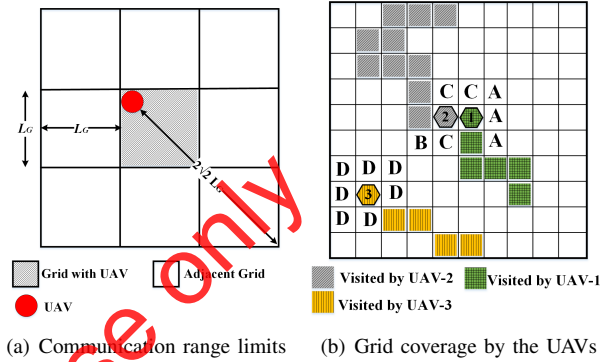 C C A
L_G L_G 2 1 A
2√2 L_G B C A
D D D
D 3 D
D D
Grid with UAV Adjacent Grid
UAV
Visited by UAV-2 Visited by UAV-1
Visited by UAV-3
ce only
(a) Communication range limits (b) Grid coverage by the UAVs